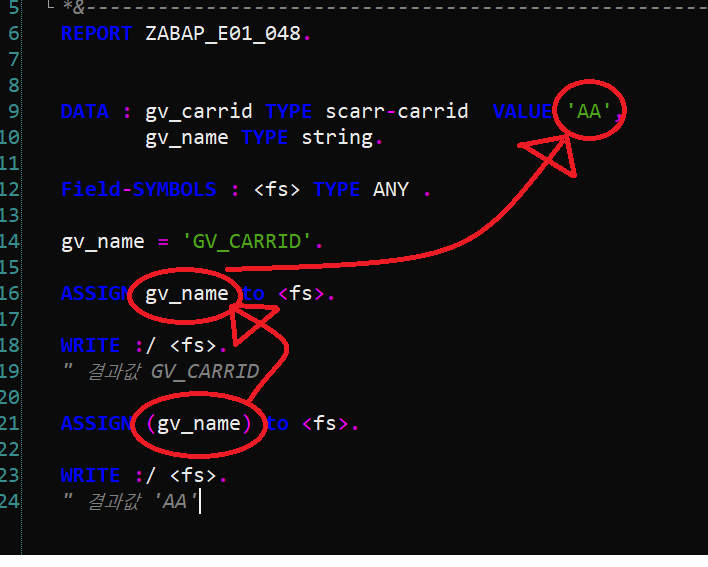 5 *&---------------------------------------------------
6 REPORT ZABAP_E01_048.
7
8
9 DATA : gv_carrid TYPE scarr-carrid  VALUE 'AA',
10 gv_name TYPE string.
11
12 Field-SYMBOLS : <fs> TYPE ANY .
13
14 gv_name = 'GV_CARRID'.
15
16 ASSIGN gv_name to <fs>.
17
18 WRITE :/ <fs>.
19 " 결과값 GV_CARRID
20
21 ASSIGN (gv_name) to <fs>.
22
23 WRITE :/ <fs>.
24 " 결과값 'AA'